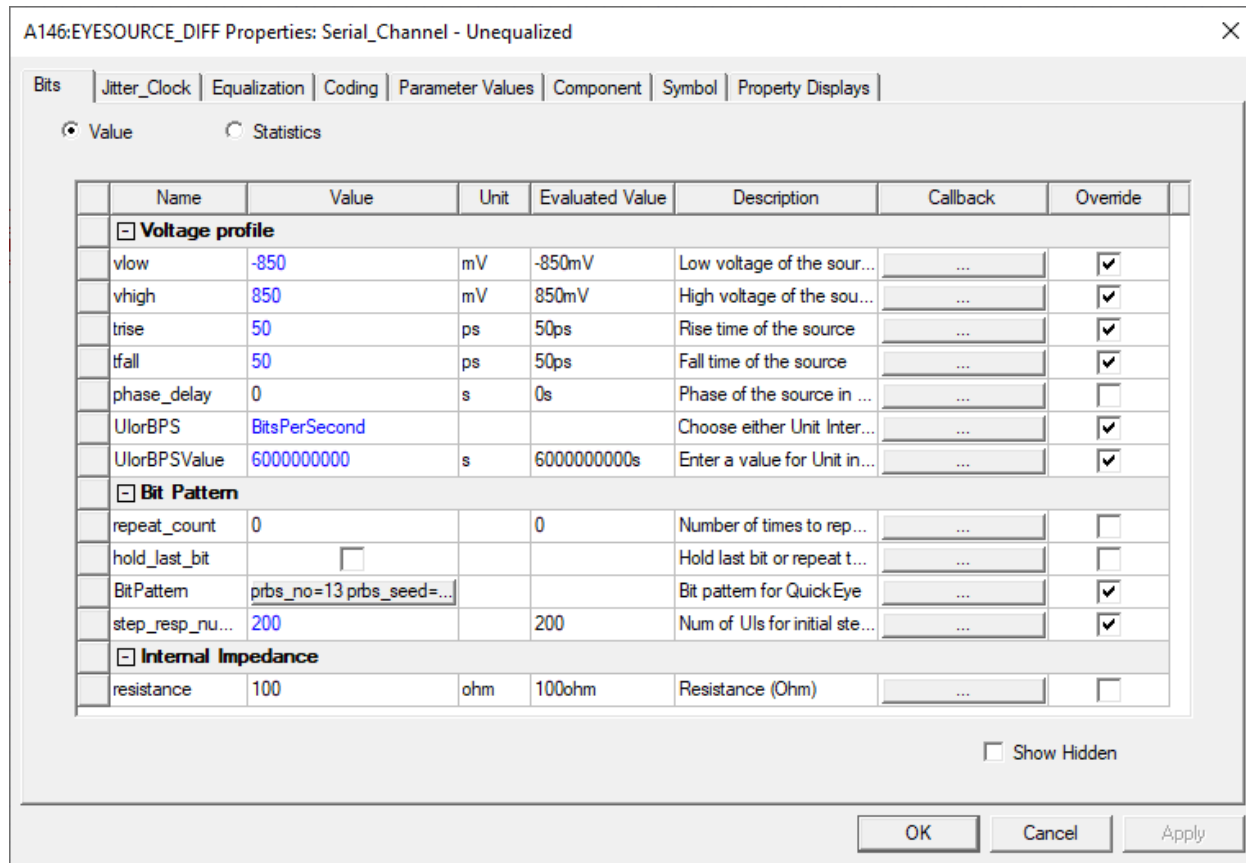 A146:EYESOURCE_DIFF Properties: Serial_Channel - Unequalized
Bits Jitter_Clock Equalization Coding Parameter Values Component Symbol Property Displays
Value Statistics
Name Value Unit Evaluated Value Description Callback Override
Voltage profile
vlow -850 mV -850mV Low voltage of the sour... ...
vhigh 850 mV 850mV High voltage of the sou... ...
trise 50 ps 50ps Rise time of the source ...
tfall 50 ps 50ps Fall time of the source ...
phase_delay 0 s 0s Phase of the source in ... ...
UIorBPS BitsPerSecond Choose either Unit Inter... ...
UIorBPSValue 6000000000 s 6000000000s Enter a value for Unit in... ...
Bit Pattern
repeat_count 0 0 Number of times to rep... ...
hold_last_bit Hold last bit or repeat t... ...
BitPattern prbs_no=13 prbs_seed=... Bit pattern for QuickEye ...
step_resp_nu... 200 200 Num of UIs for initial ste... ...
Internal Impedance
resistance 100 ohm 100ohm Resistance (Ohm) ...
Show Hidden
OK Cancel Apply